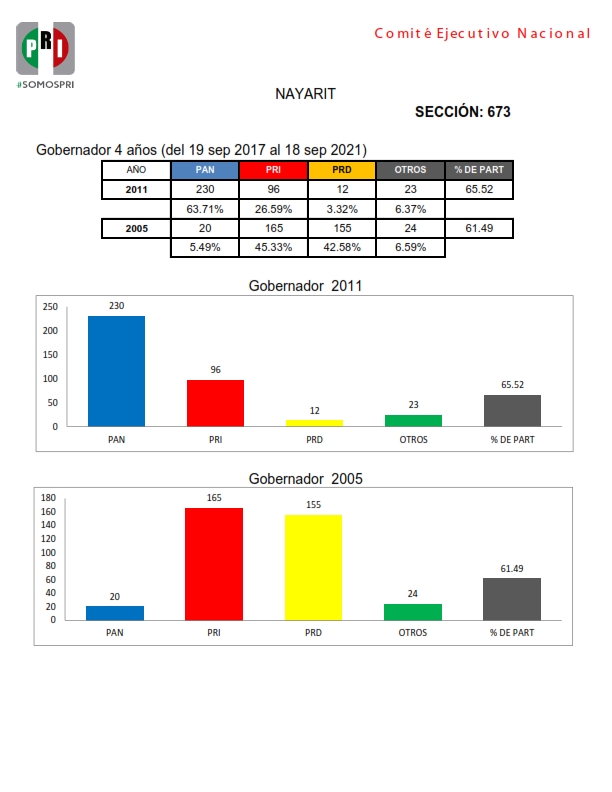 Comité Ejecutivo Nacional
PRI
#SOMOSPRI
NAYARIT
SECCIÓN: 673
Gobernador 4 años (del 19 sep 2017 al 18 sep 2021)
AÑO PAN PRI PRD OTROS % DE PART
2011 230 96 12 23 65.52
63.71% 26.59% 3.32% 6.37%
2005 20 165 155 24 61.49
5.49% 45.33% 42.58% 6.59%
Gobernador 2011
250
200
150
100
50
0
230 96 12 23 65.52
PAN PRI PRD OTROS % DE PART
Gobernador 2005
180
160
140
120
100
80
60
40
20
0
20 165 155 24 61.49
PAN PRI PRD OTROS % DE PART